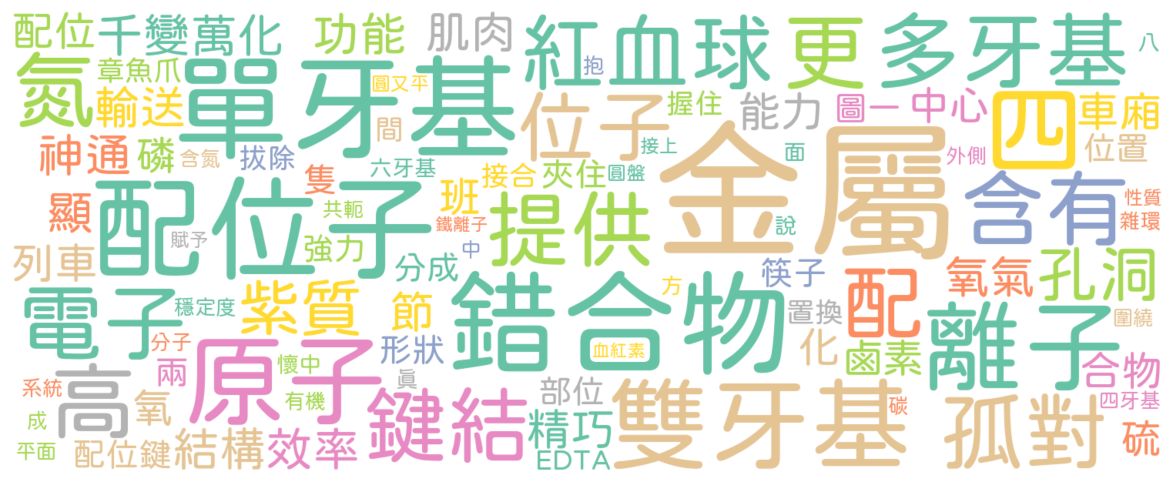 配位 千變萬化 功能 肌肉 紅血球 更 多牙基 八
氮 章魚爪 單牙基 圓又平 抱
輸送 間 位子 握住 能力 圖一 中心 四 車廂
神通 磷 含氮 拔除 六牙基 接合 夾住 圓盤 接上 金屬 面 外側 位置
顯 隻 共軛 配位子 班 鐵離子 提供 說 含有 性質 雜環
列車 賦予 強力 分成 中 筷子 配 氧氣 孔洞
電子 穩定度 紫質 節 錯合物 方 置換 離子 圍繞
分子 兩 原子 懷中 形狀 血紅素 化 鹵素 合物
系統 高 氧 有機 真 鍵結 部位 雙牙基 碳 孤對 四牙基
成 平面 配位鍵 結構 效率 精巧 硫
EDTA